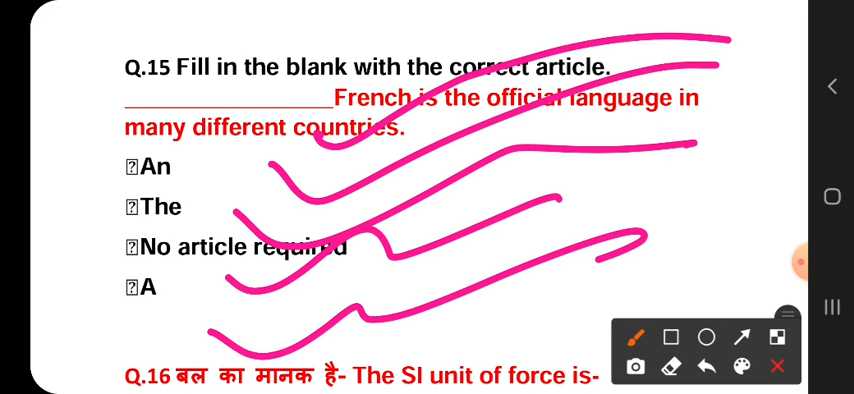 Q.15 Fill in the blank with the correct article.
________________French is the official language in
many different countries.
An
The
No article required
A
Q.16 बल का मानक है- The SI unit of force is-